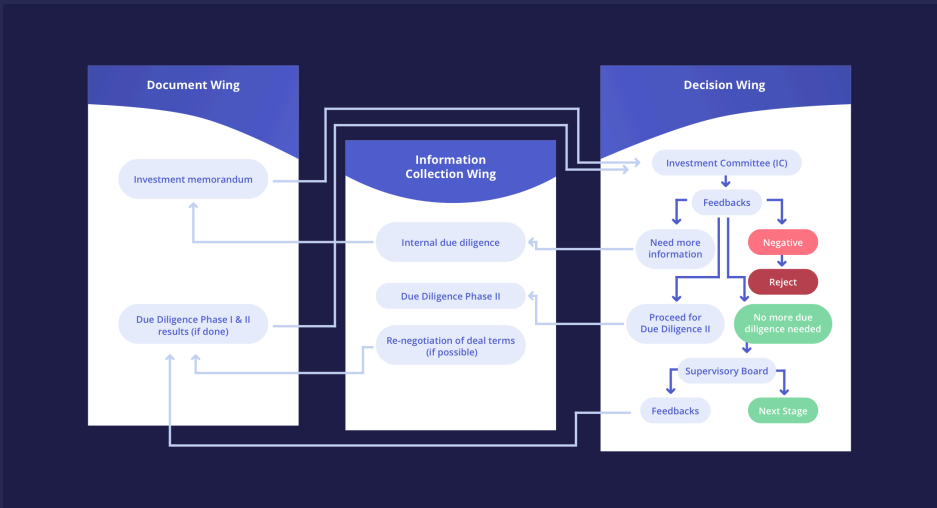 Document Wing
Investment memorandum
Due Diligence Phase I & II
results (if done)
Information
Collection Wing
Internal due diligence
Due Diligence Phase II
Re-negotiation of deal terms
(if possible)
Decision Wing
Investment Committee (IC)
Feedbacks
Need more
information
Negative
Reject
Proceed for
Due Diligence II
No more due
diligence needed
Supervisory Board
Feedbacks
Next Stage